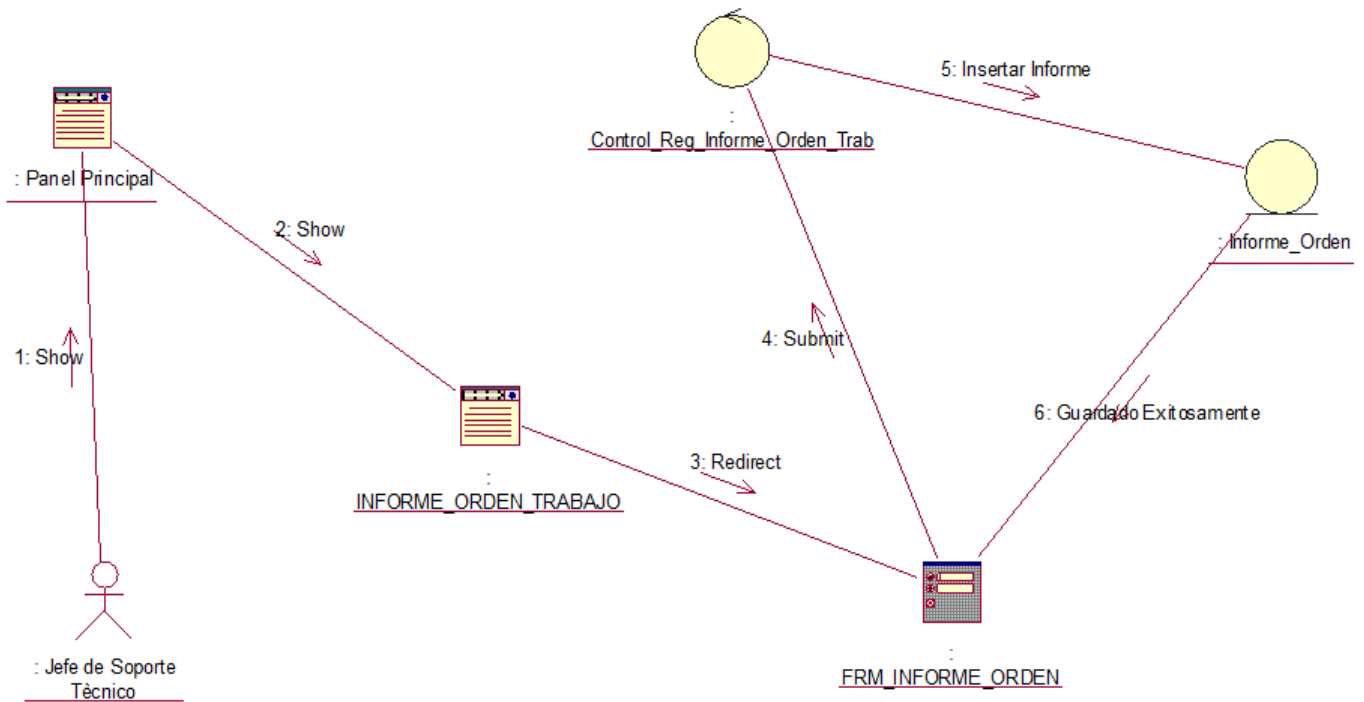 5: Insertar Informe
:
Control_Reg_Informe_Orden_Trab
: Panel Principal
2: Show
: Informe_Orden
1: Show
4: Submit
6: Guardado Exitosamente
3: Redirect
:
INFORME_ORDEN_TRABAJO
: Jefe de Soporte
Tècnico
:
FRM_INFORME_ORDEN